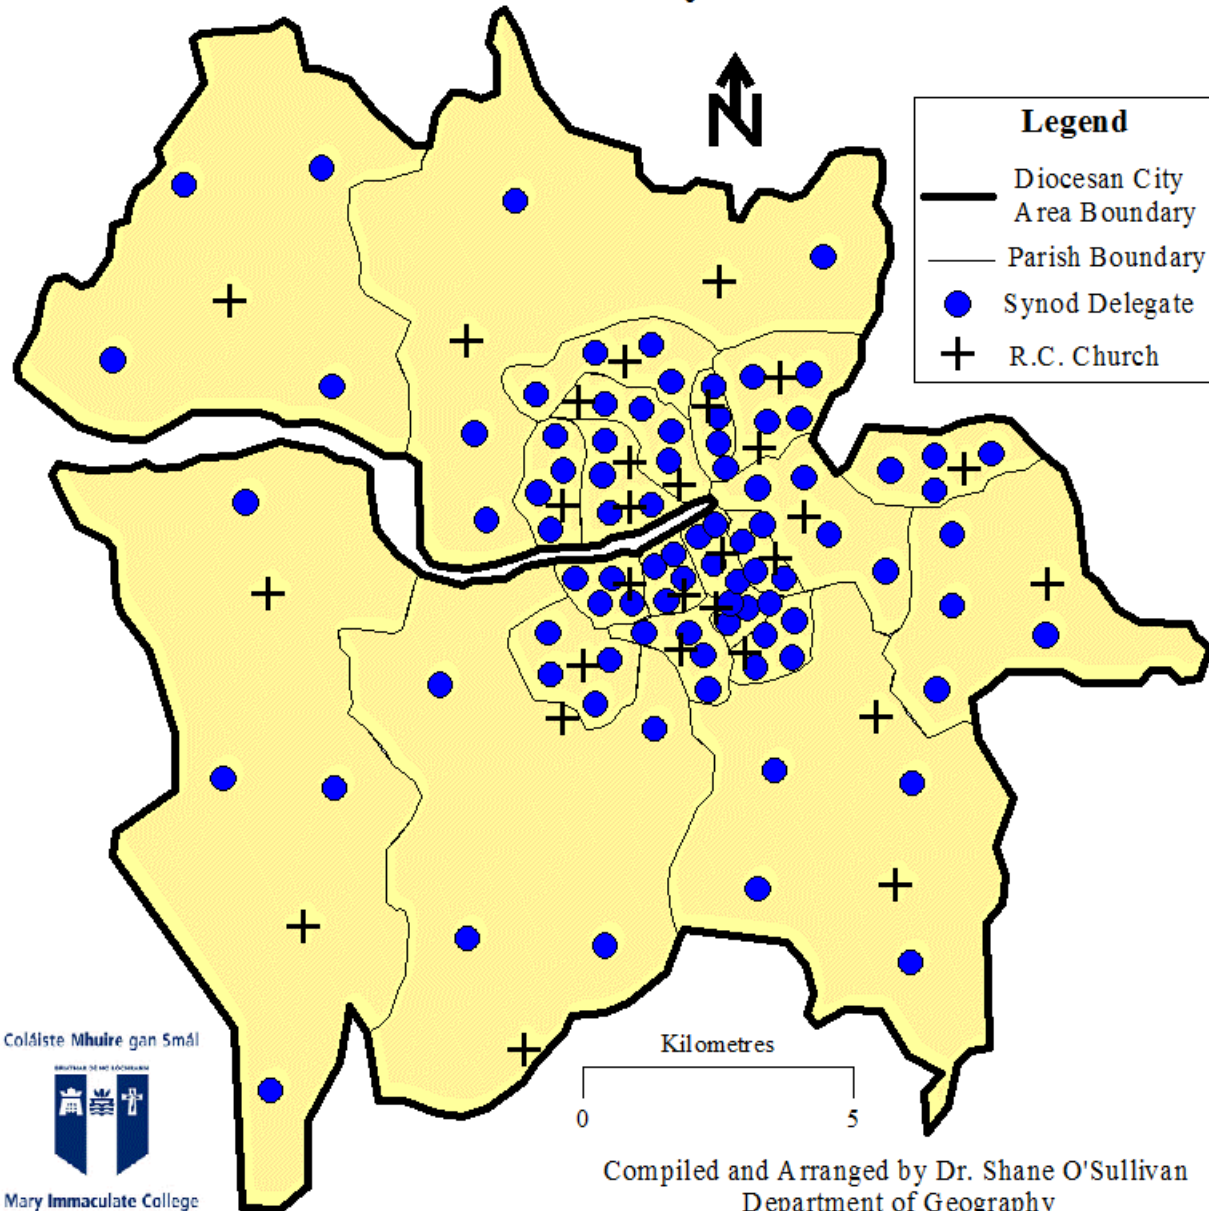 N
Legend
Diocesan City
Area Boundary
Parish Boundary
Synod Delegate
R.C. Church
Coláiste Mhuire gan Smál
Mary Immaculate College
Kilometres
0 5
Compiled and Arranged by Dr. Shane O'Sullivan
Department of Geography